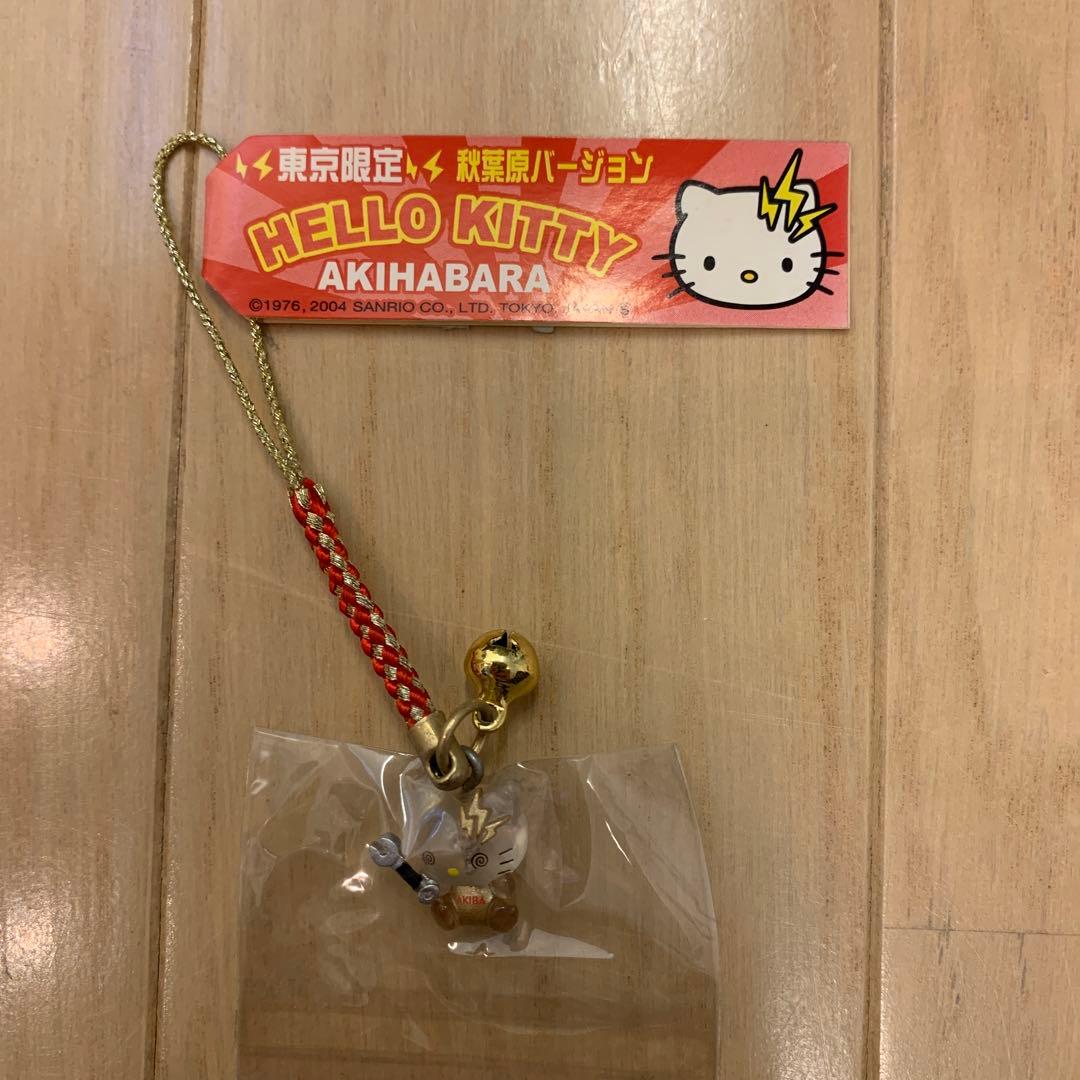 東京限定 秋葉原バージョン
HELLO KITTY
AKIHABARA
©1976, 2004 SANRIO CO., LTD. TOKYO, JAPAN S
AKIBA